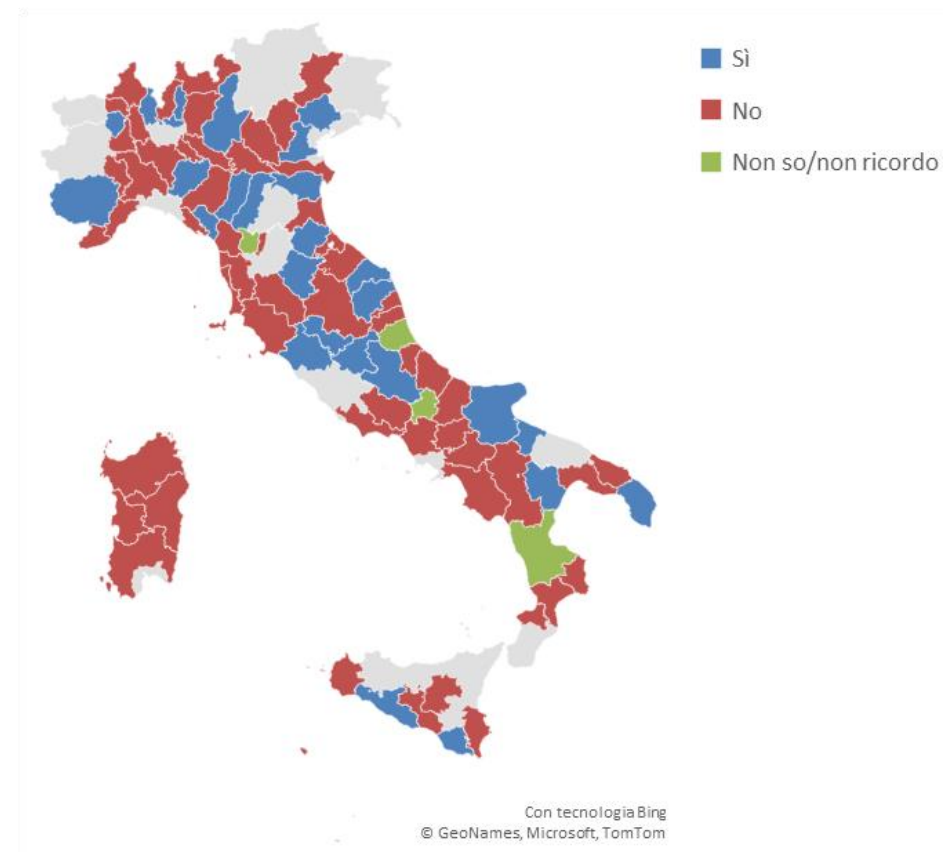 Sì
No
Non so/non ricordo
Con tecnologia Bing
© GeoNames, Microsoft, TomTom